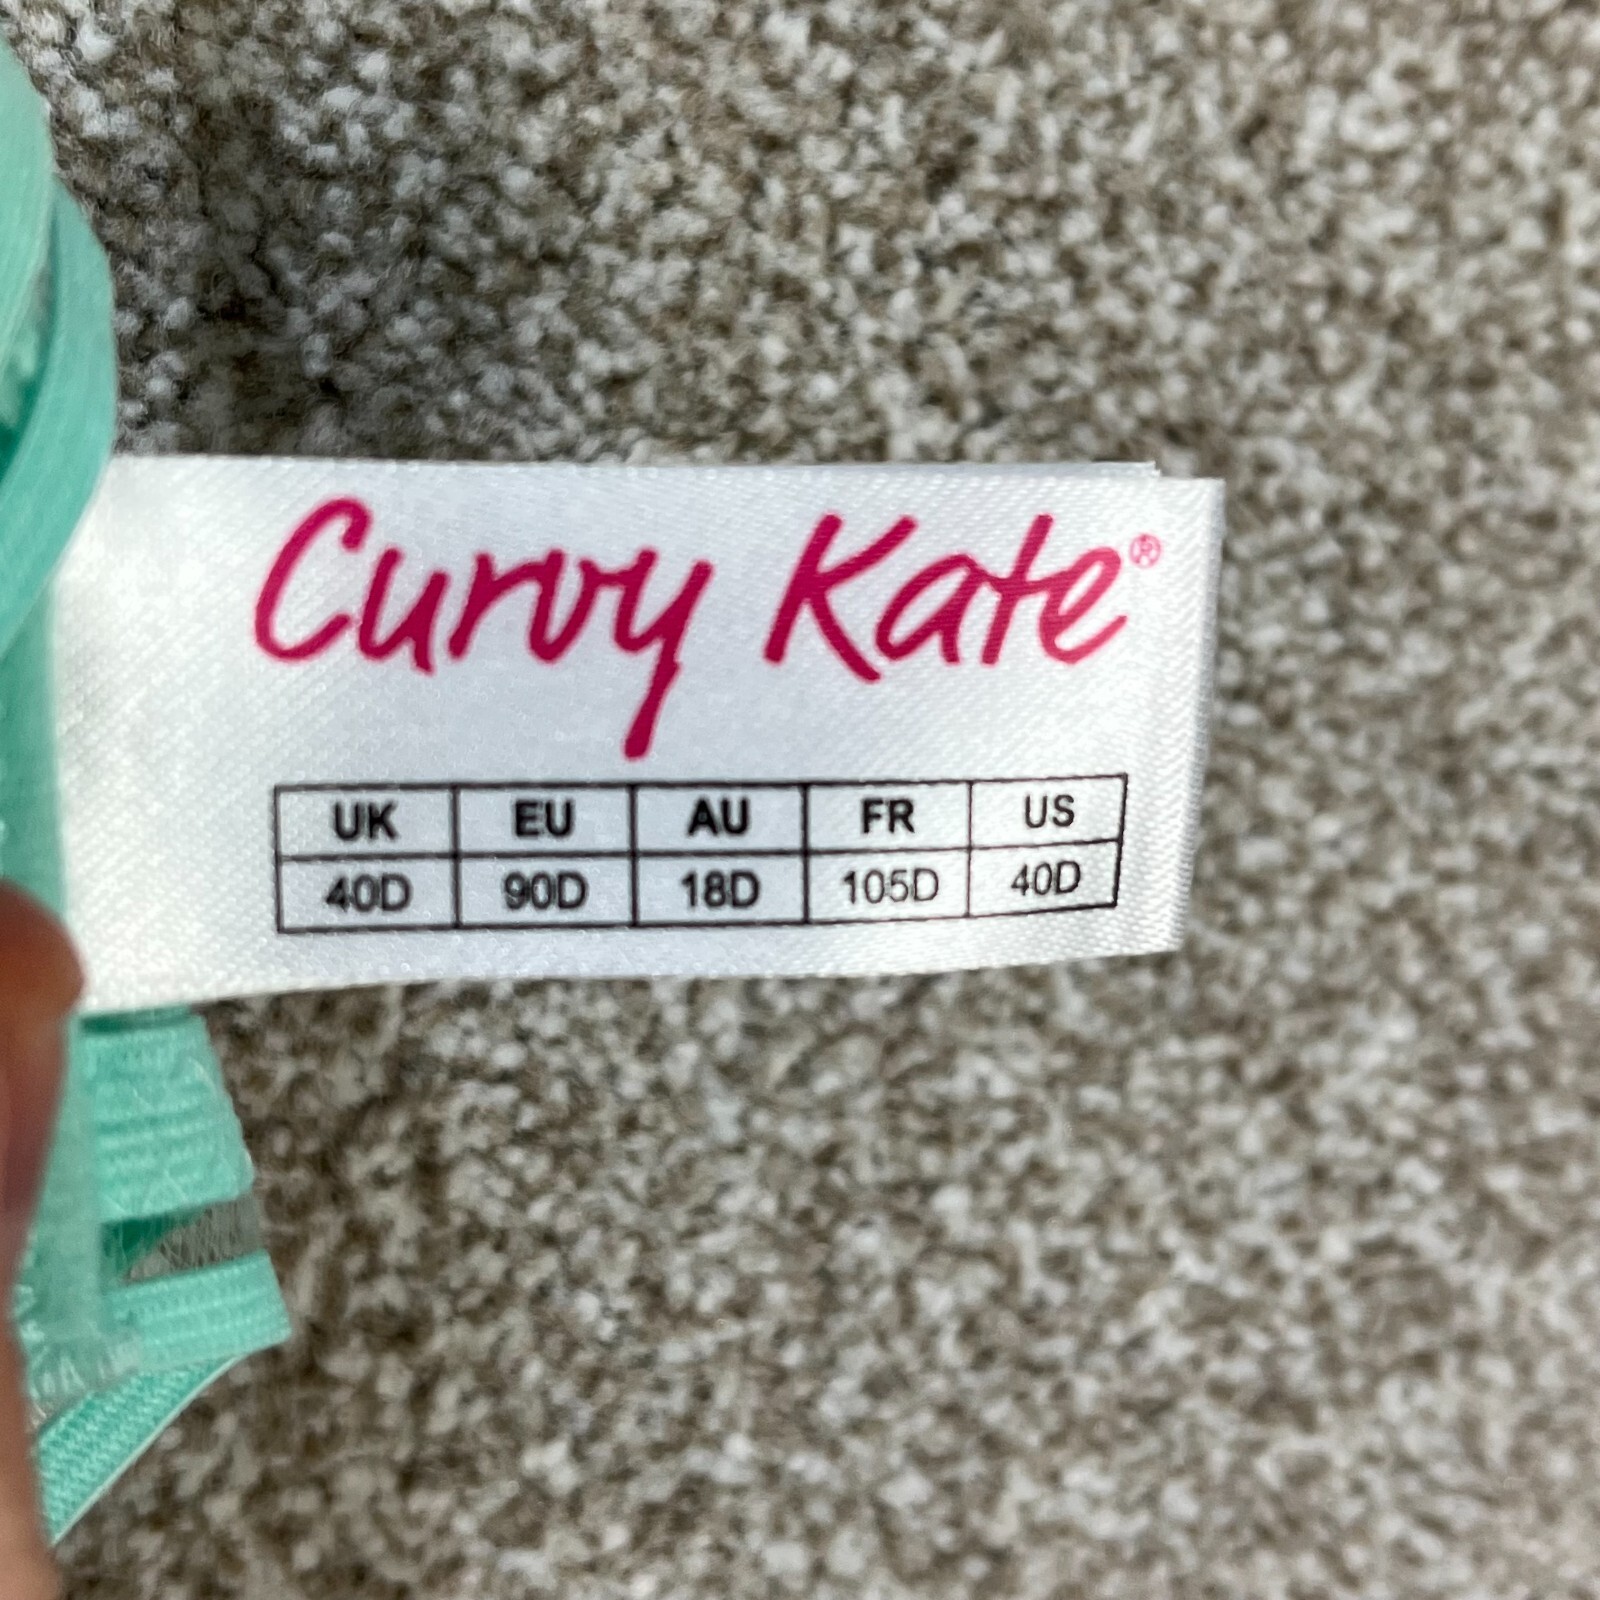 Curvy Kate®
UK EU AU FR US
40D 90D 18D 105D 40D